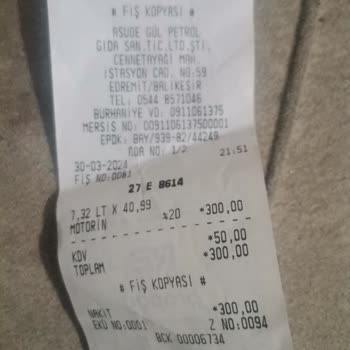 # FİŞ KOPYASI #
ASUDE GÜL PETROL
GIDA SAN.TİC.LTD.ŞTİ.
CENNETAYAĞI MAH.
İSTASYON CAD. NO:59
EDREMİT/BALIKESİR
TEL: 0544 8571046
BURHANİYE VD: 0911061375
MERSİS NO: 0091106137500001
EPDK: BAY/939-82/44249
ADA NO: 1/2
30-03-2024 21:51
FİŞ NO:0081
27 E 8614
7,32 LT X 40,99
MOTORİN %20 *300,00
KDV *50,00
TOPLAM *300,00
# FİŞ KOPYASI #
NAKİT *300,00
EKÜ NO:0001 Z NO:0094
BCK 00006734